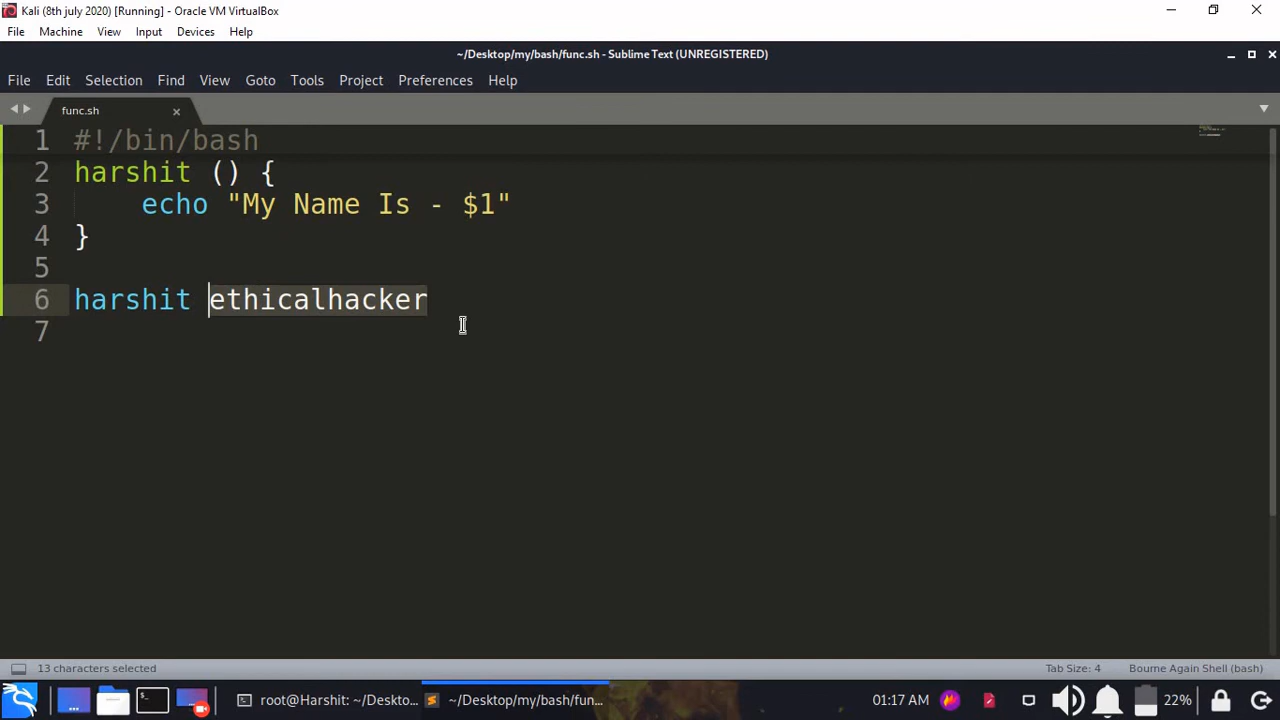 Kali (8th july 2020) [Running] - Oracle VM VirtualBox
File Machine View Input Devices Help
~/Desktop/my/bash/func.sh - Sublime Text (UNREGISTERED)
File Edit Selection Find View Goto Tools Project Preferences Help
func.sh
1 #!/bin/bash
2 harshit () {
3 echo "My Name Is - $1"
4 }
5
6 harshit ethicalhacker
7
13 characters selected Tab Size: 4 Bourne Again Shell (bash)
root@Harshit: ~/Deskto... ~/Desktop/my/bash/fun... 01:17 AM 22%